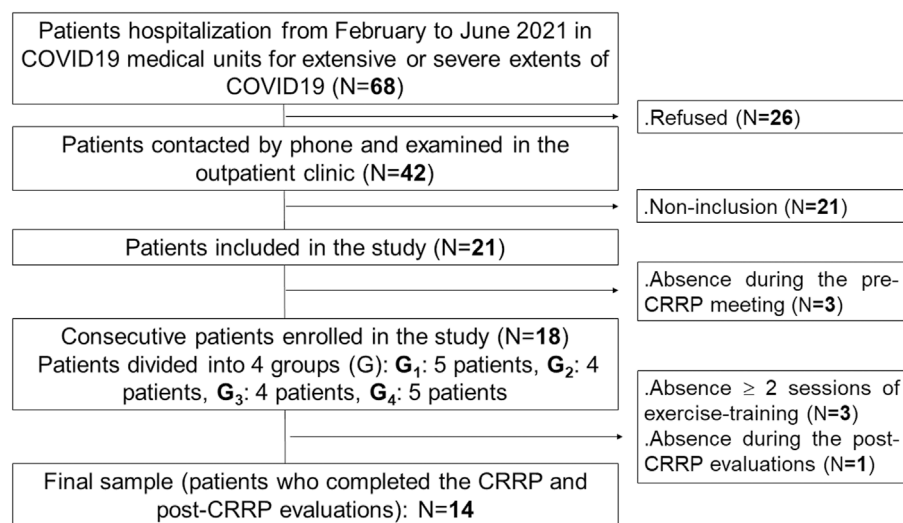 Patients hospitalization from February to June 2021 in
COVID19 medical units for extensive or severe extents of
COVID19 (N=68)
.Refused (N=26)
Patients contacted by phone and examined in the
outpatient clinic (N=42)
.Non-inclusion (N=21)
Patients included in the study (N=21)
.Absence during the pre-
CRRP meeting (N=3)
Consecutive patients enrolled in the study (N=18)
Patients divided into 4 groups (G): G₁: 5 patients, G₂: 4
patients, G₃: 4 patients, G₄: 5 patients
.Absence ≥ 2 sessions of
exercise-training (N=3)
.Absence during the post-
CRRP evaluations (N=1)
Final sample (patients who completed the CRRP and
post-CRRP evaluations): N=14